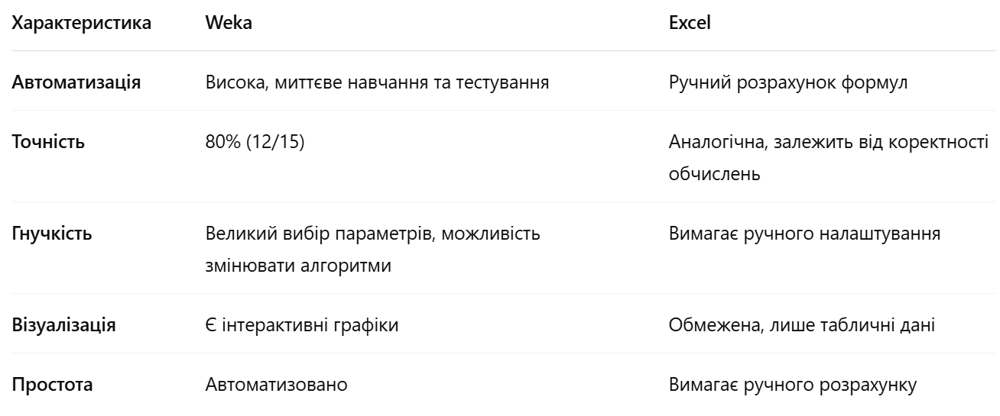 Характеристика Weka Excel
Автоматизація Висока, миттєве навчання та тестування Ручний розрахунок формул
Точність 80% (12/15) Аналогічна, залежить від коректності
обчислень
Гнучкість Великий вибір параметрів, можливість Вимагає ручного налаштування
змінювати алгоритми
Візуалізація Є інтерактивні графіки Обмежена, лише табличні дані
Простота Автоматизовано Вимагає ручного розрахунку